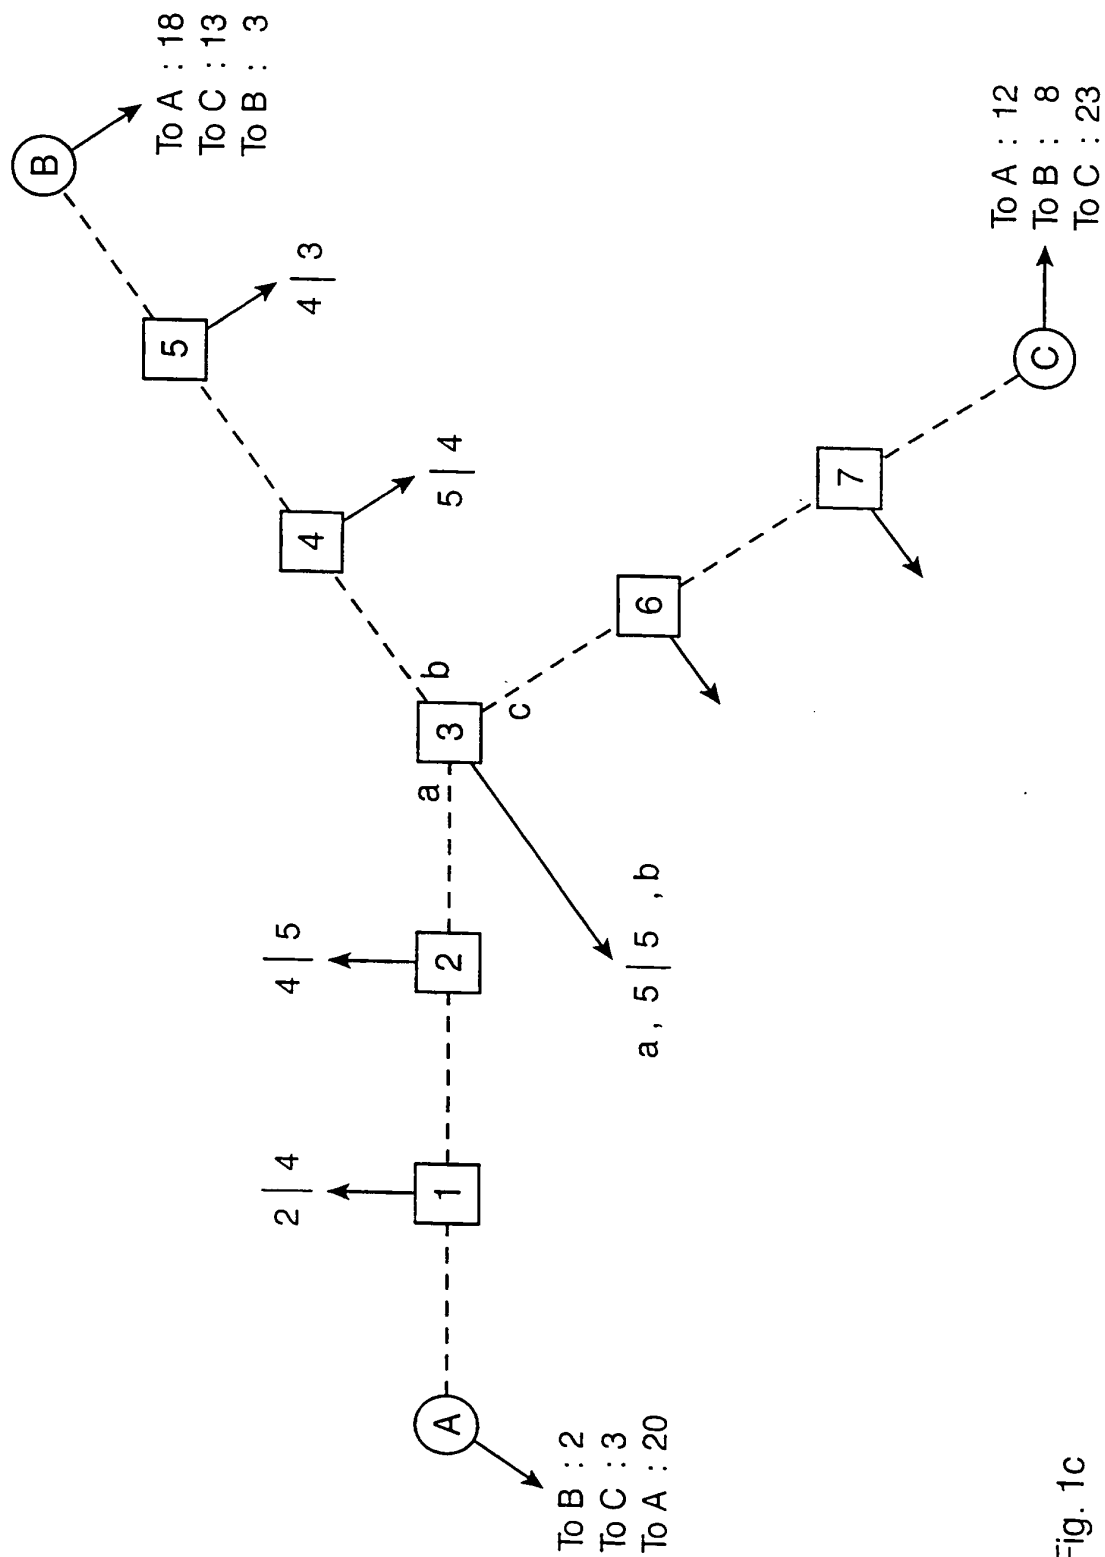 A
To B : 2
To C : 3
To A : 20
1
2 | 4
2
4 | 5
a
3
b
c
a , 5 | 5 , b
4
5 | 4
5
4 | 3
B
To A : 18
To C : 13
To B : 3
6
7
C
To A : 12
To B : 8
To C : 23
Fig. 1c